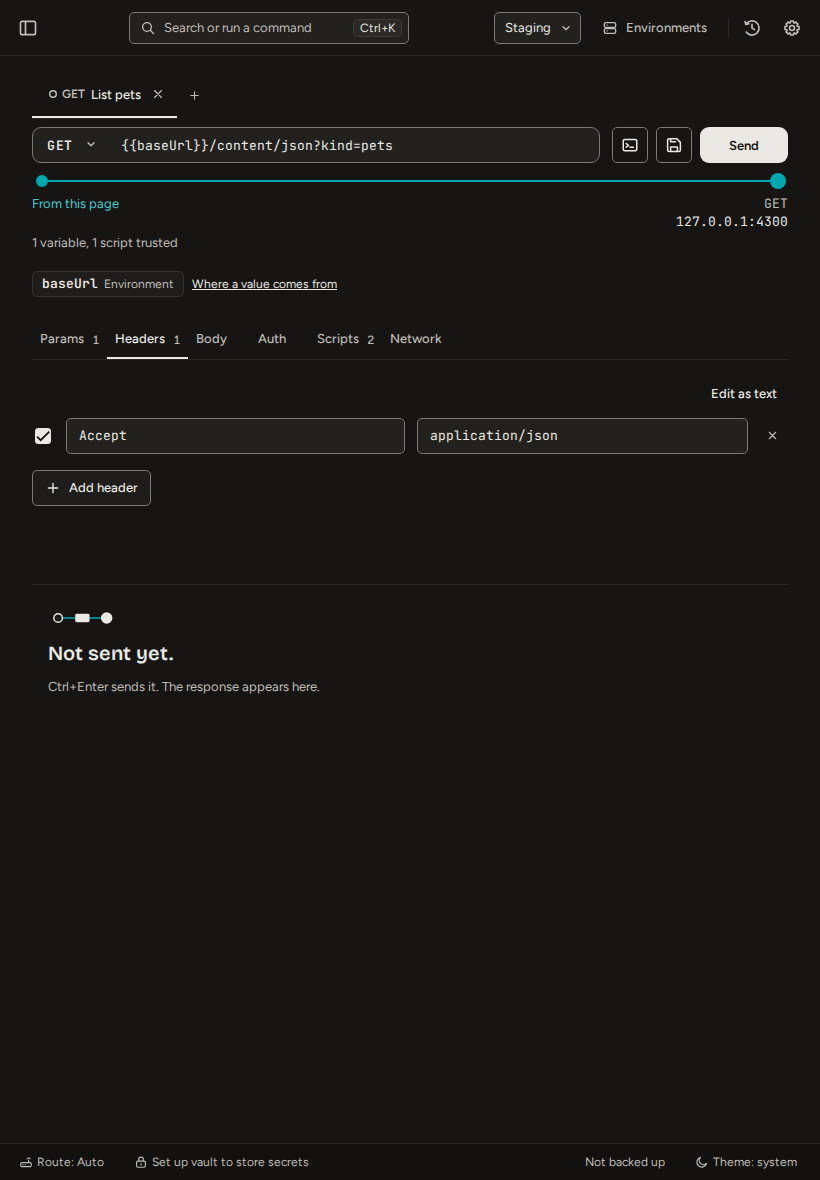 Search or run a command Ctrl+K Staging Environments
GET List pets
GET {{baseUrl}}/content/json?kind=pets Send
From this page GET
127.0.0.1:4300
1 variable, 1 script trusted
baseUrl Environment Where a value comes from
Params 1 Headers 1 Body Auth Scripts 2 Network
Edit as text
Accept application/json
Add header
Not sent yet.
Ctrl+Enter sends it. The response appears here.
Route: Auto Set up vault to store secrets Not backed up Theme: system